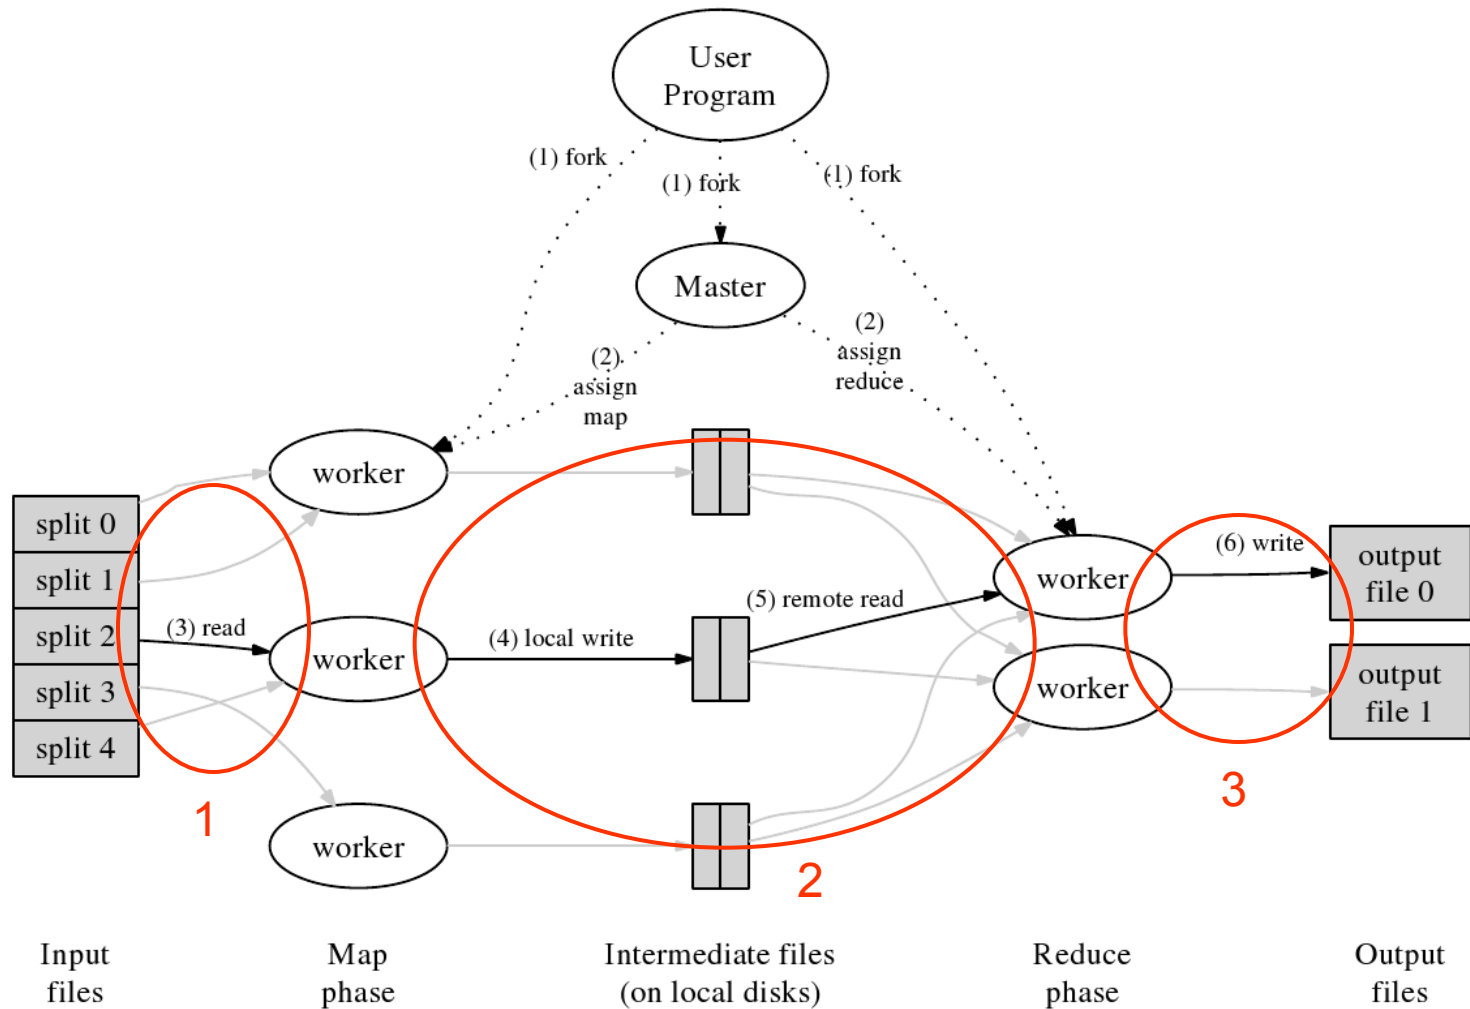 User
Program
(1) fork
(1) fork
(1) fork
Master
(2)
assign
map
(2)
assign
reduce
worker
split 0
split 1
split 2
split 3
split 4
(3) read
worker
(4) local write
(5) remote read
worker
(6) write
output
file 0
worker
output
file 1
worker
1
2
3
Input
files
Map
phase
Intermediate files
(on local disks)
Reduce
phase
Output
files